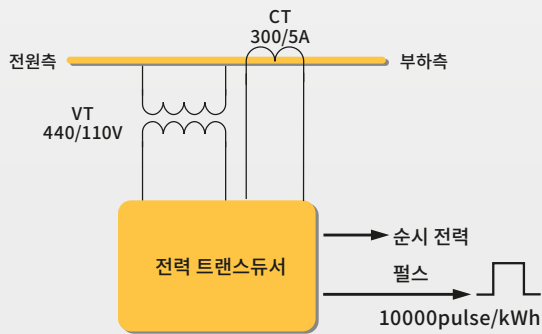 CT
300/5A
전원측
부하측
VT
440/110V
전력 트랜스듀서
순시 전력
펄스
10000pulse/kWh